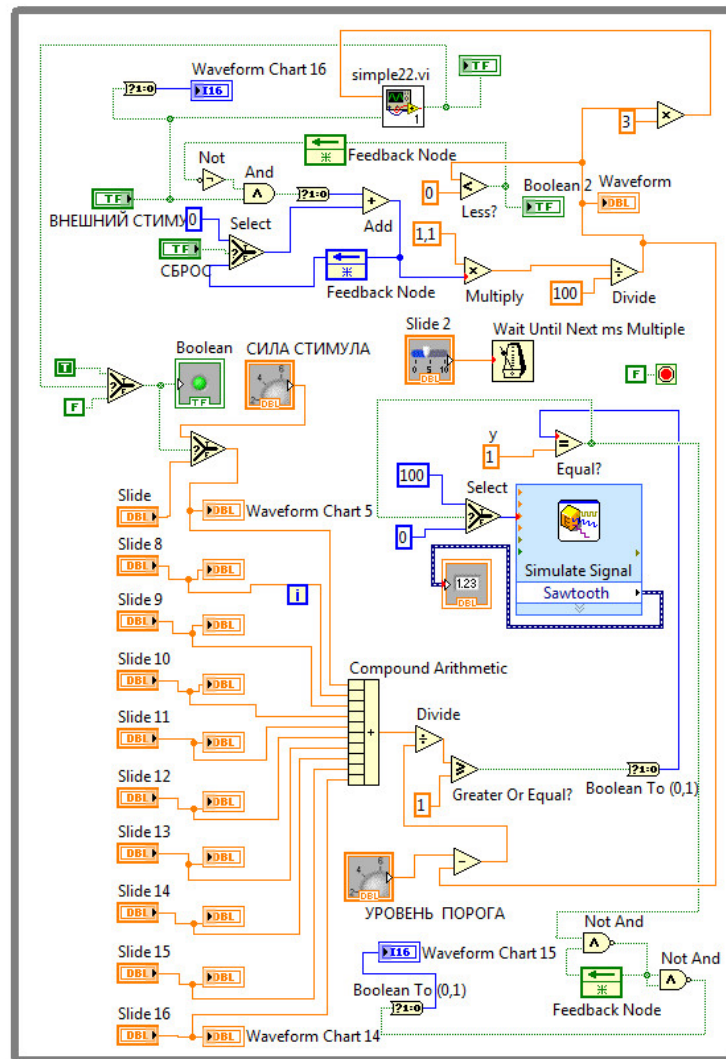 Waveform Chart 16
?1:0
I16
simple22.vi
1
TF
3
Not
And
Feedback Node
TF
?1:0
ВНЕШНИЙ СТИМУ
0
Select
Add
TF
СБРОС
Feedback Node
0
Less?
Boolean 2
TF
Waveform
DBL
1,1
Multiply
100
Divide
Slide 2
0 5 10
DBL
Wait Until Next ms Multiple
F
T
F
Boolean
TF
СИЛА СТИМУЛА
DBL
y
1
Equal?
100
Select
0
Simulate Signal
Sawtooth
1.23
DBL
Slide
DBL
DBL
Waveform Chart 5
Slide 8
DBL
DBL
i
Slide 9
DBL
DBL
Slide 10
DBL
DBL
Slide 11
DBL
DBL
Slide 12
DBL
DBL
Slide 13
DBL
DBL
Slide 14
DBL
DBL
Slide 15
DBL
DBL
Slide 16
DBL
DBL
Waveform Chart 14
Compound Arithmetic
Divide
1
Greater Or Equal?
?1:0
Boolean To (0,1)
DBL
УРОВЕНЬ ПОРОГА
I16
Waveform Chart 15
Boolean To (0,1)
?1:0
Not And
Not And
Feedback Node